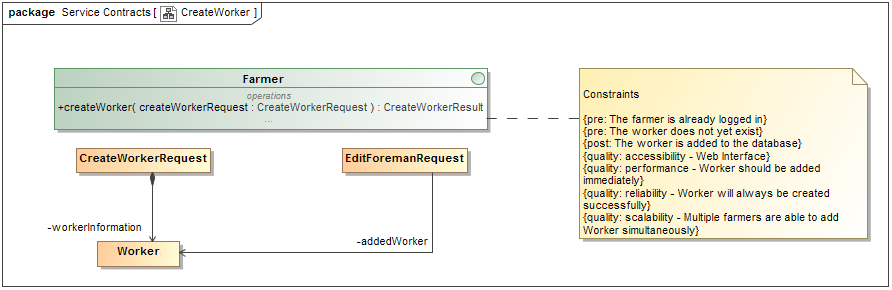 package Service Contracts [ CreateWorker ]
Farmer
operations
+createWorker( createWorkerRequest : CreateWorkerRequest ) : CreateWorkerResult
...
CreateWorkerRequest
EditForemanRequest
-workerInformation
-addedWorker
Worker
Constraints
{pre: The farmer is already logged in}
{pre: The worker does not yet exist}
{post: The worker is added to the database}
{quality: accessibility - Web Interface}
{quality: performance - Worker should be added
immediately}
{quality: reliability - Worker will always be created
successfully}
{quality: scalability - Multiple farmers are able to add
Worker simultaneously}